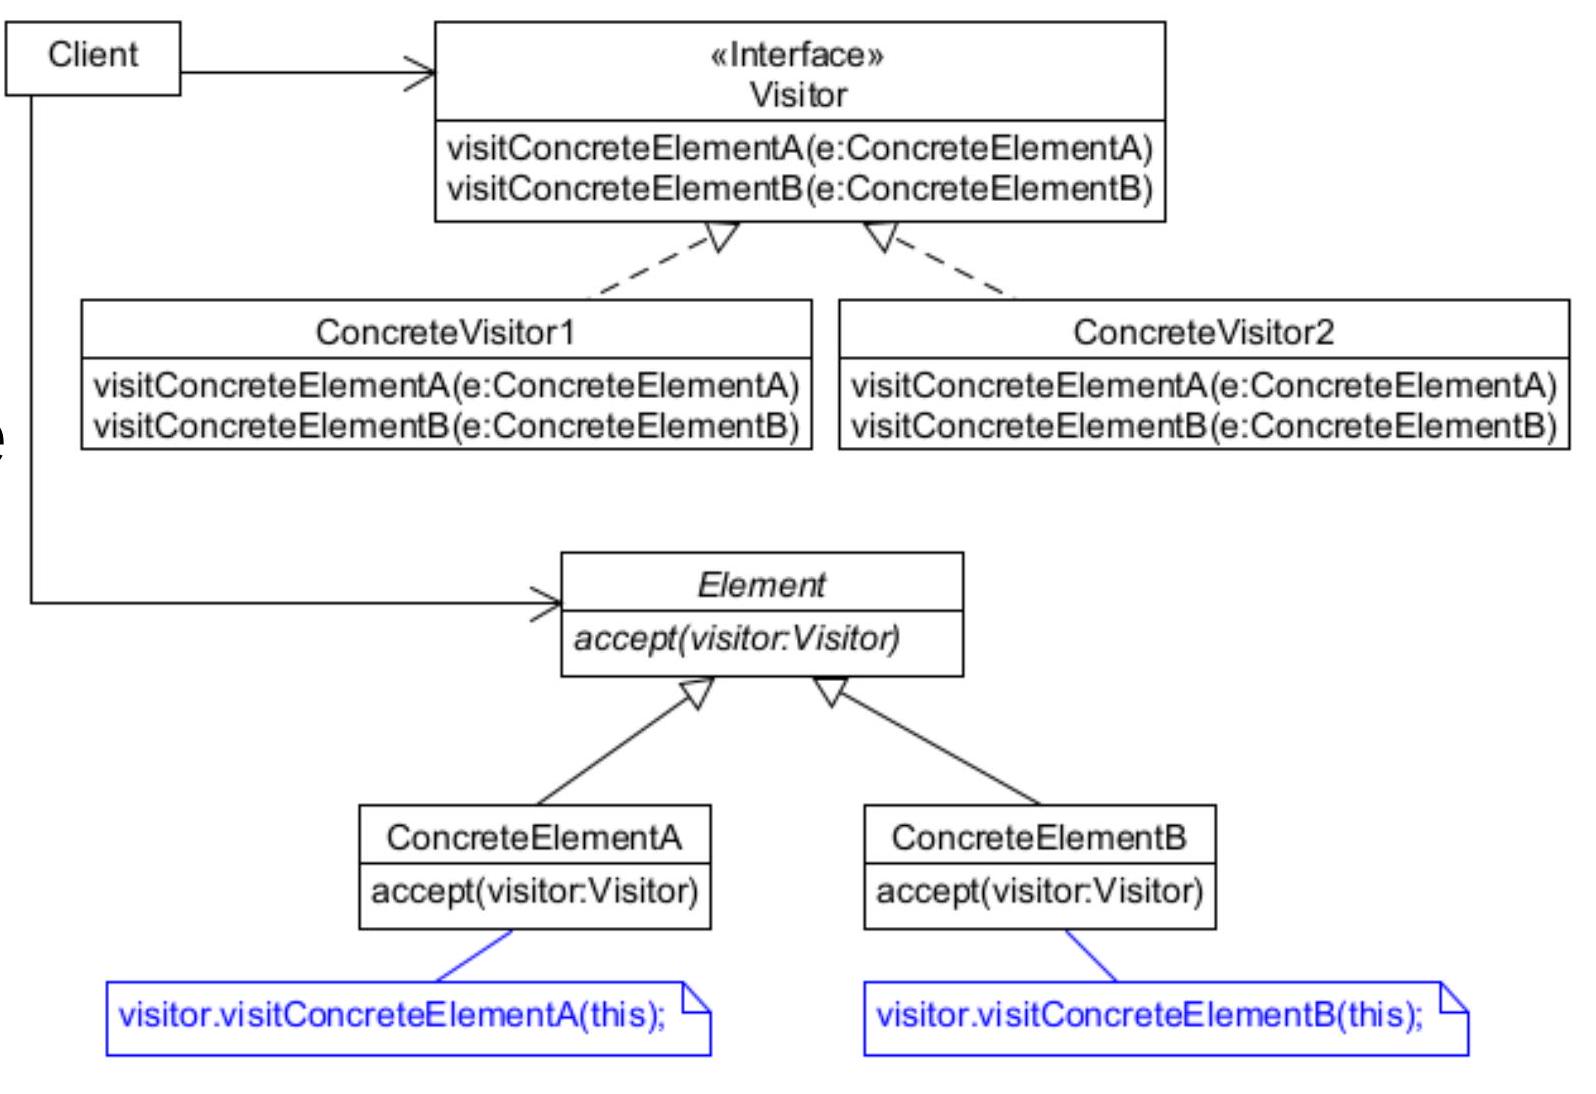 Client
«Interface»
Visitor
visitConcreteElementA(e:ConcreteElementA)
visitConcreteElementB(e:ConcreteElementB)
ConcreteVisitor1
visitConcreteElementA(e:ConcreteElementA)
visitConcreteElementB(e:ConcreteElementB)
ConcreteVisitor2
visitConcreteElementA(e:ConcreteElementA)
visitConcreteElementB(e:ConcreteElementB)
e
Element
accept(visitor:Visitor)
ConcreteElementA
accept(visitor:Visitor)
ConcreteElementB
accept(visitor:Visitor)
visitor.visitConcreteElementA(this);
visitor.visitConcreteElementB(this);